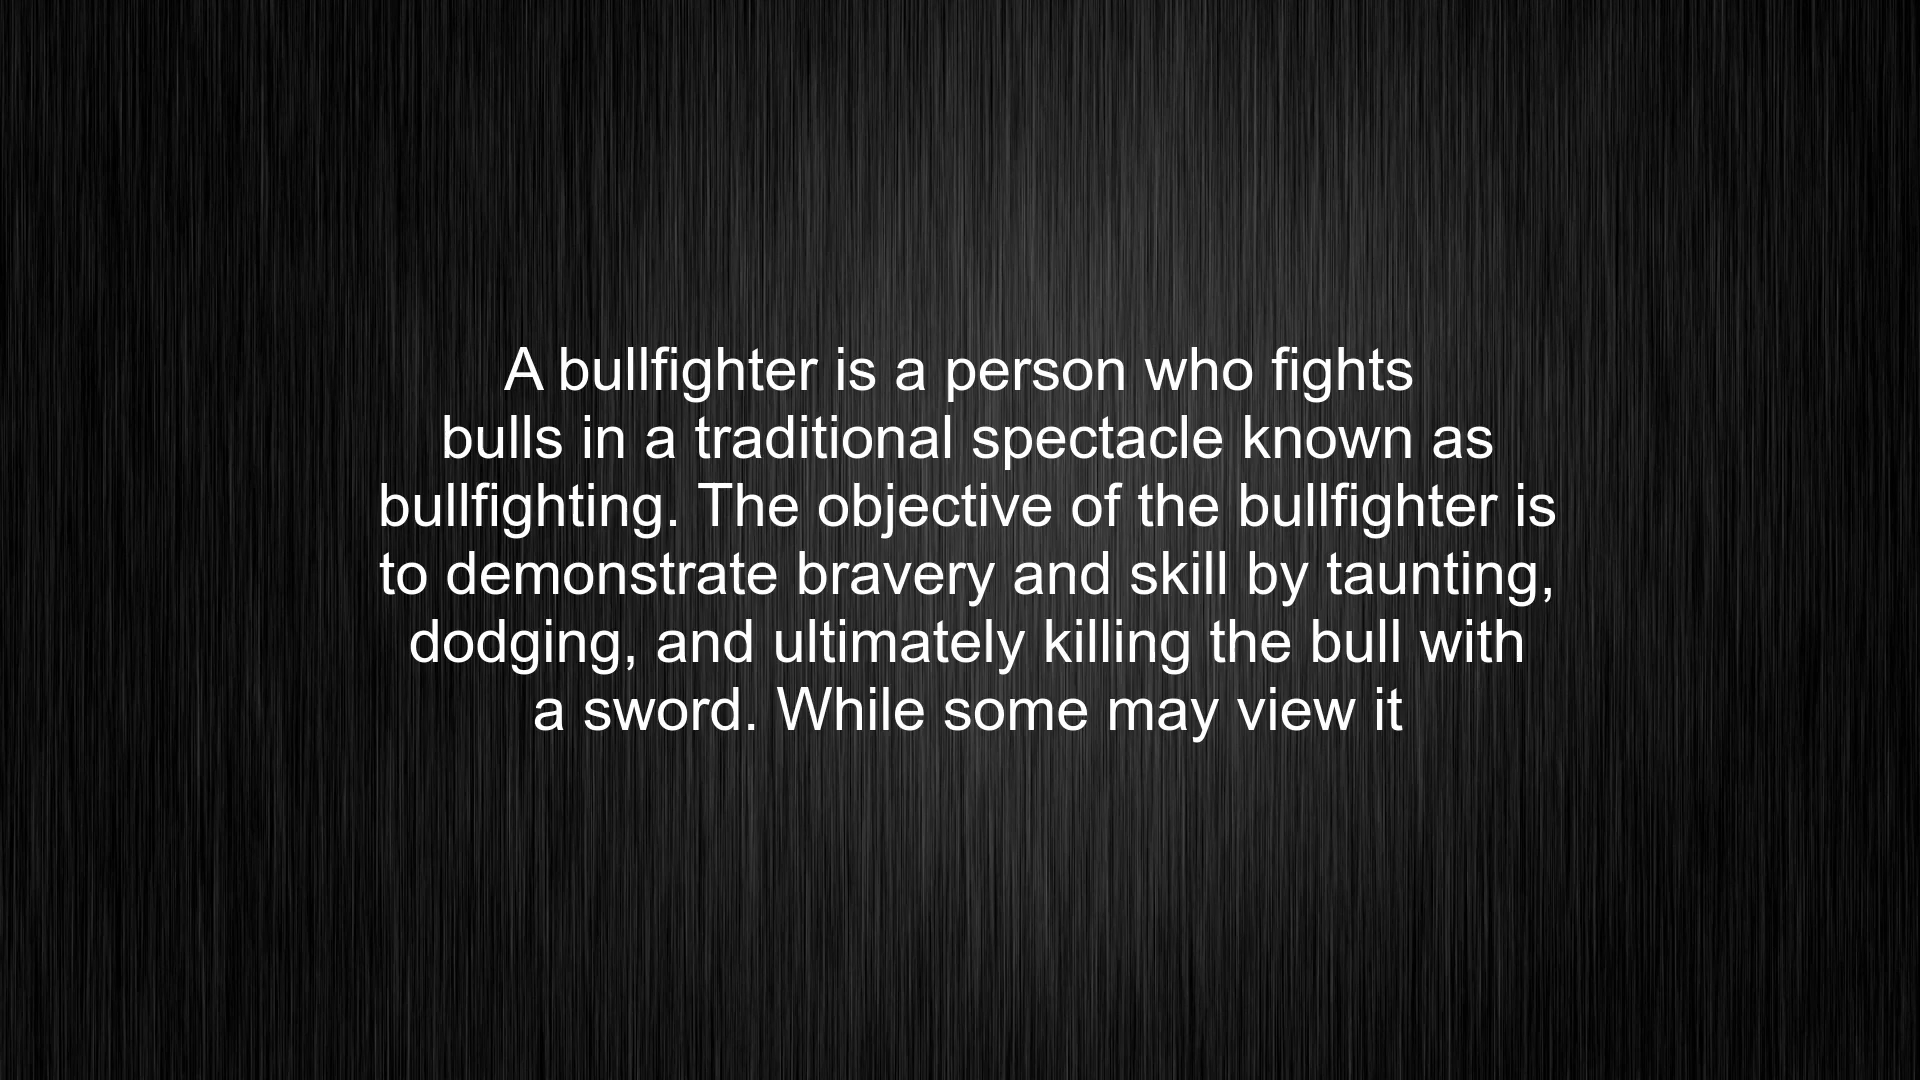 A bullfighter is a person who fights
bulls in a traditional spectacle known as
bullfighting. The objective of the bullfighter is
to demonstrate bravery and skill by taunting,
dodging, and ultimately killing the bull with
a sword. While some may view it